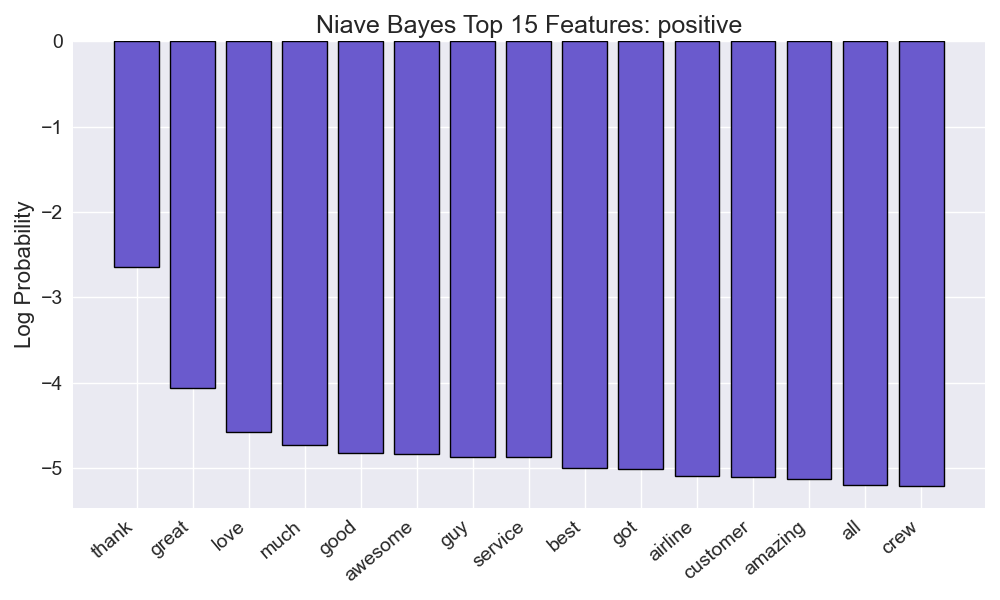 Niave Bayes Top 15 Features: positive
Log Probability
0
−1
−2
−3
−4
−5
thank
great
love
much
good
awesome
guy
service
best
got
airline
customer
amazing
all
crew